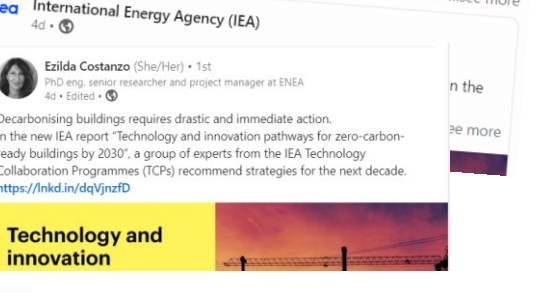 ea International Energy Agency (IEA)
4d •
see more
Ezilda Costanzo (She/Her) • 1st
PhD eng. senior researcher and project manager at ENEA
4d • Edited •
n the
Decarbonising buildings requires drastic and immediate action.
n the new IEA report “Technology and innovation pathways for zero-carbon-
ee more
ready buildings by 2030”, a group of experts from the IEA Technology
Collaboration Programmes (TCPs) recommend strategies for the next decade.
https://lnkd.in/dqVjnzfD
Technology and
innovation